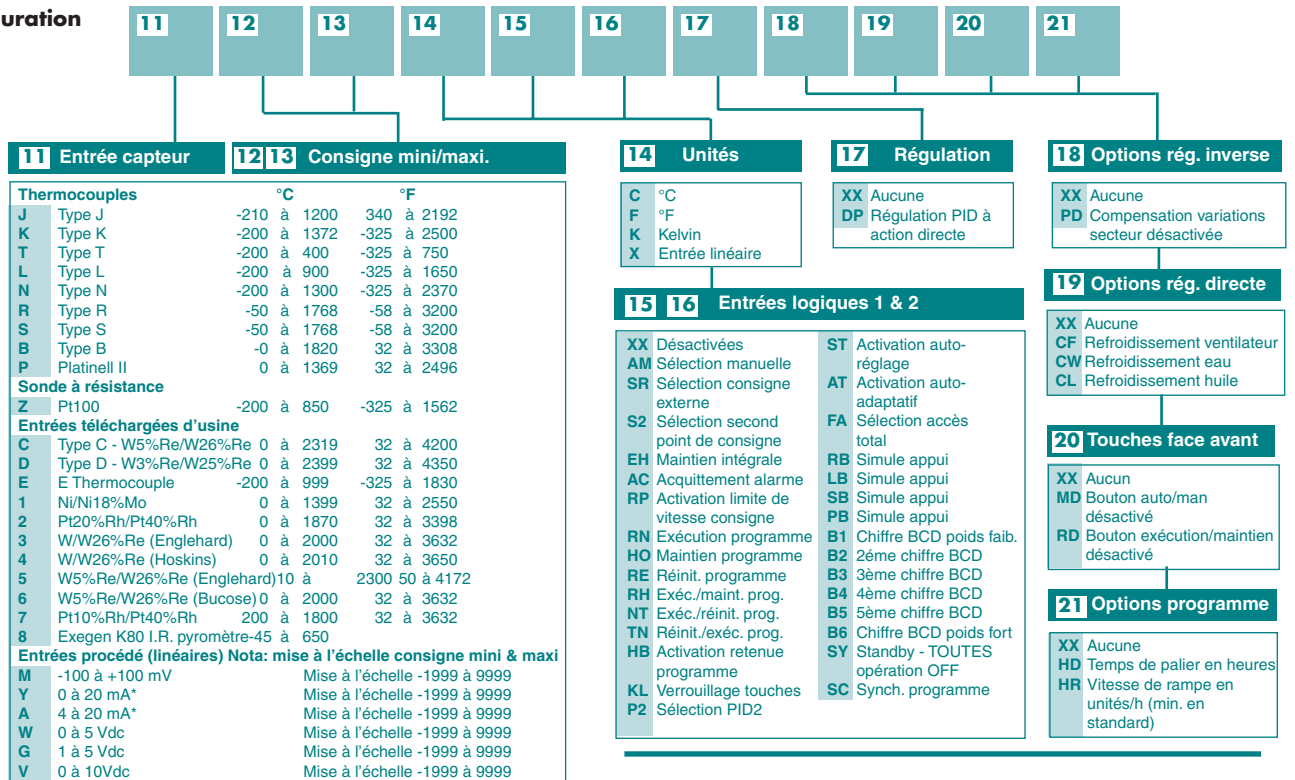 uration
11 12 13 14 15 16 17 18 19 20 21
11 Entrée capteur
12 13 Consigne mini/maxi.
Thermocouples °C °F
J Type J -210 à 1200 340 à 2192
K Type K -200 à 1372 -325 à 2500
T Type T -200 à 400 -325 à 750
L Type L -200 à 900 -325 à 1650
N Type N -200 à 1300 -325 à 2370
R Type R -50 à 1768 -58 à 3200
S Type S -50 à 1768 -58 à 3200
B Type B -0 à 1820 32 à 3308
P Platinell II 0 à 1369 32 à 2496
Sonde à résistance
Z Pt100 -200 à 850 -325 à 1562
Entrées téléchargées d'usine
C Type C - W5%Re/W26%Re 0 à 2319 32 à 4200
D Type D - W3%Re/W25%Re 0 à 2399 32 à 4350
E E Thermocouple -200 à 999 -325 à 1830
1 Ni/Ni18%Mo 0 à 1399 32 à 2550
2 Pt20%Rh/Pt40%Rh 0 à 1870 32 à 3398
3 W/W26%Re (Englehard) 0 à 2000 32 à 3632
4 W/W26%Re (Hoskins) 0 à 2010 32 à 3650
5 W5%Re/W26%Re (Englehard)10 à 2300 50 à 4172
6 W5%Re/W26%Re (Bucose) 0 à 2000 32 à 3632
7 Pt10%Rh/Pt40%Rh 200 à 1800 32 à 3632
8 Exegen K80 I.R. pyromètre-45 à 650
Entrées procédé (linéaires) Nota: mise à l'échelle consigne mini & maxi
M -100 à +100 mV Mise à l'échelle -1999 à 9999
Y 0 à 20 mA* Mise à l'échelle -1999 à 9999
A 4 à 20 mA* Mise à l'échelle -1999 à 9999
W 0 à 5 Vdc Mise à l'échelle -1999 à 9999
G 1 à 5 Vdc Mise à l'échelle -1999 à 9999
V 0 à 10Vdc Mise à l'échelle -1999 à 9999
14 Unités
C °C
F °F
K Kelvin
X Entrée linéaire
15 16 Entrées logiques 1 & 2
XX Désactivées
AM Sélection manuelle
SR Sélection consigne
externe
S2 Sélection second
point de consigne
EH Maintien intégrale
AC Acquittement alarme
RP Activation limite de
vitesse consigne
RN Exécution programme
HO Maintien programme
RE Réinit. programme
RH Exéc./maint. prog.
NT Exéc./réinit. prog.
TN Réinit./exéc. prog.
HB Activation retenue
programme
KL Verrouillage touches
P2 Sélection PID2
ST Activation auto-
réglage
AT Activation auto-
adaptatif
FA Sélection accès
total
RB Simule appui
LB Simule appui
SB Simule appui
PB Simule appui
B1 Chiffre BCD poids faib.
B2 2éme chiffre BCD
B3 3ème chiffre BCD
B4 4ème chiffre BCD
B5 5ème chiffre BCD
B6 Chiffre BCD poids fort
SY Standby - TOUTES
opération OFF
SC Synch. programme
17 Régulation
XX Aucune
DP Régulation PID à
action directe
18 Options rég. inverse
XX Aucune
PD Compensation variations
secteur désactivée
19 Options rég. directe
XX Aucune
CF Refroidissement ventilateur
CW Refroidissement eau
CL Refroidissement huile
20 Touches face avant
XX Aucun
MD Bouton auto/man
désactivé
RD Bouton exécution/maintien
désactivé
21 Options programme
XX Aucune
HD Temps de palier en heures
HR Vitesse de rampe en
unités/h (min. en
standard)